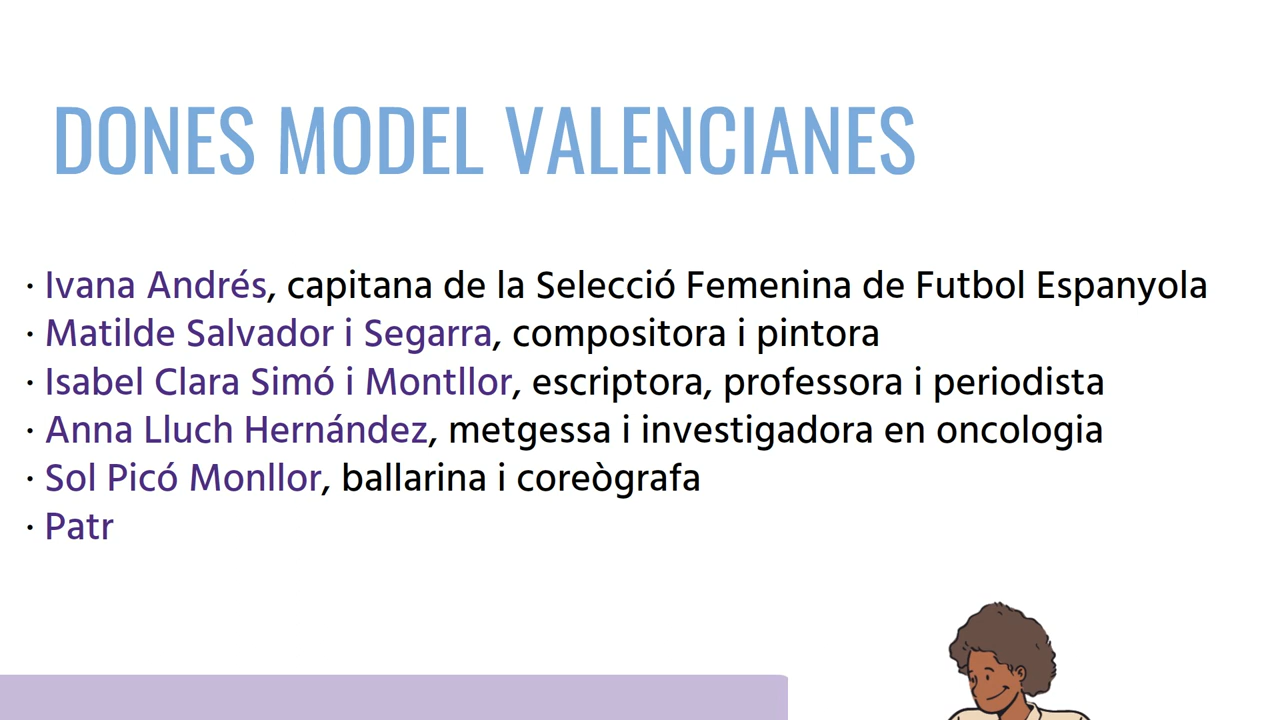 DONES MODEL VALENCIANES
· Ivana Andrés, capitana de la Selecció Femenina de Futbol Espanyola
· Matilde Salvador i Segarra, compositora i pintora
· Isabel Clara Simó i Montllor, escriptora, professora i periodista
· Anna Lluch Hernández, metgessa i investigadora en oncologia
· Sol Picó Monllor, ballarina i coreògrafa
· Patr